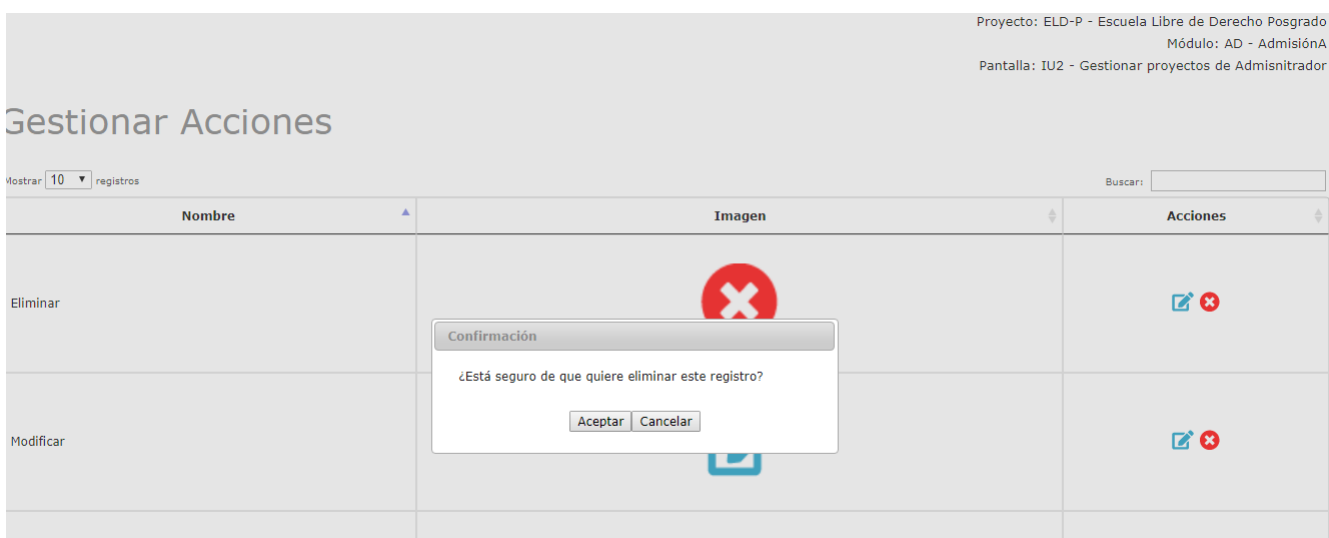 Proyecto: ELD-P - Escuela Libre de Derecho Posgrado
Módulo: AD - AdmisiónA
Pantalla: IU2 - Gestionar proyectos de Admisnitrador
Gestionar Acciones
Mostrar 10 registros Buscar:
Nombre Imagen Acciones
Eliminar
Confirmación
¿Está seguro de que quiere eliminar este registro?
Aceptar Cancelar
Modificar